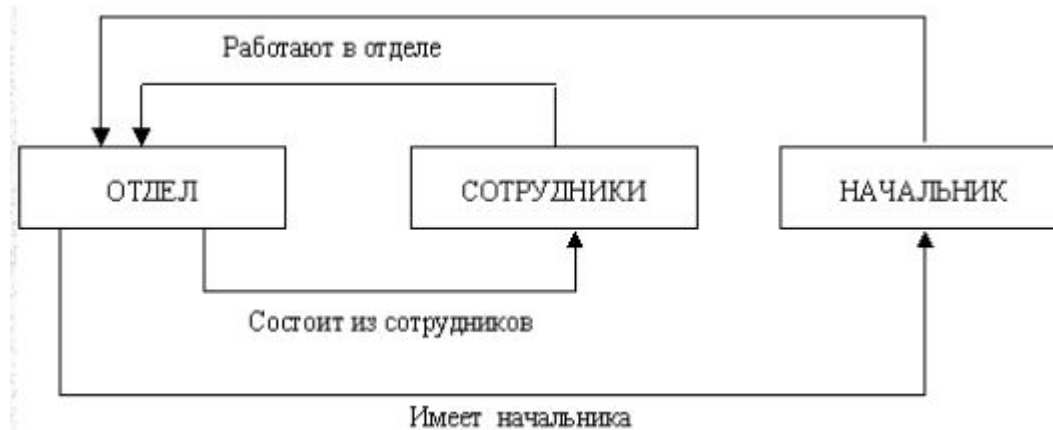 Работают в отделе
ОТДЕЛ
СОТРУДНИКИ
НАЧАЛЬНИК
Состоит из сотрудников
Имеет начальника